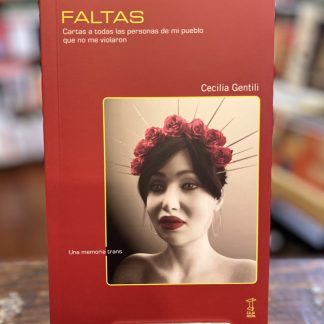 FALTAS
Cartas a todas las personas de mi pueblo
que no me violaron
Cecilia Gentili
Una memoria trans